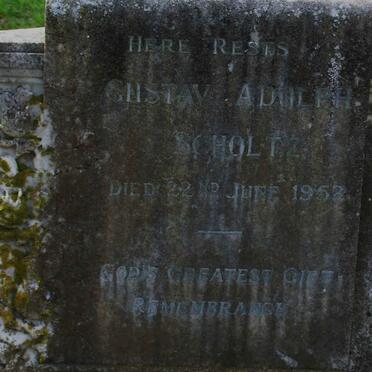 HERE RESTS
GUSTAV ADOLPH
SCHOLTZ
DIED 22ND JUNE 1952
GOD'S GREATEST GIFT
REMEMBRANCE